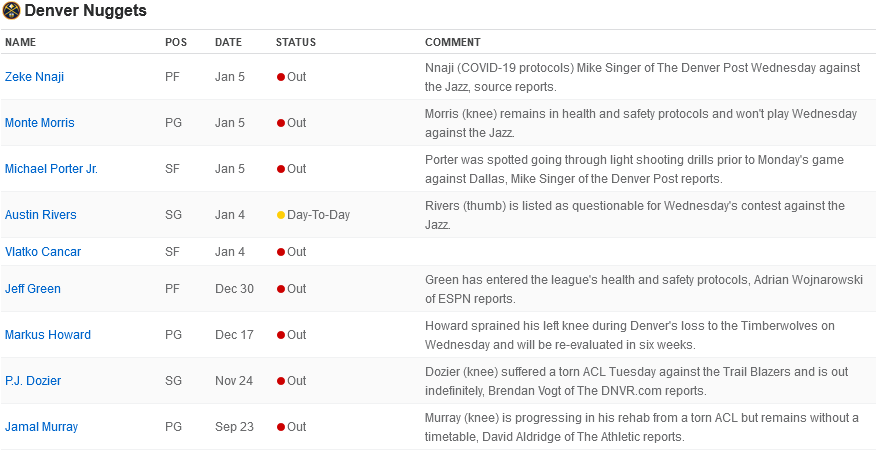 Denver Nuggets
NAME POS DATE STATUS COMMENT
Zeke Nnaji PF Jan 5 Out Nnaji (COVID-19 protocols) Mike Singer of The Denver Post Wednesday against
the Jazz, source reports.
Monte Morris PG Jan 5 Out Morris (knee) remains in health and safety protocols and won't play Wednesday
against the Jazz.
Michael Porter Jr. SF Jan 5 Out Porter was spotted going through light shooting drills prior to Monday's game
against Dallas, Mike Singer of the Denver Post reports.
Austin Rivers SG Jan 4 Day-To-Day Rivers (thumb) is listed as questionable for Wednesday's contest against the
Jazz.
Vlatko Cancar SF Jan 4 Out
Jeff Green PF Dec 30 Out Green has entered the league's health and safety protocols, Adrian Wojnarowski
of ESPN reports.
Markus Howard PG Dec 17 Out Howard sprained his left knee during Denver's loss to the Timberwolves on
Wednesday and will be re-evaluated in six weeks.
P.J. Dozier SG Nov 24 Out Dozier (knee) suffered a torn ACL Tuesday against the Trail Blazers and is out
indefinitely, Brendan Vogt of The DNVR.com reports.
Jamal Murray PG Sep 23 Out Murray (knee) is progressing in his rehab from a torn ACL but remains without a
timetable, David Aldridge of The Athletic reports.